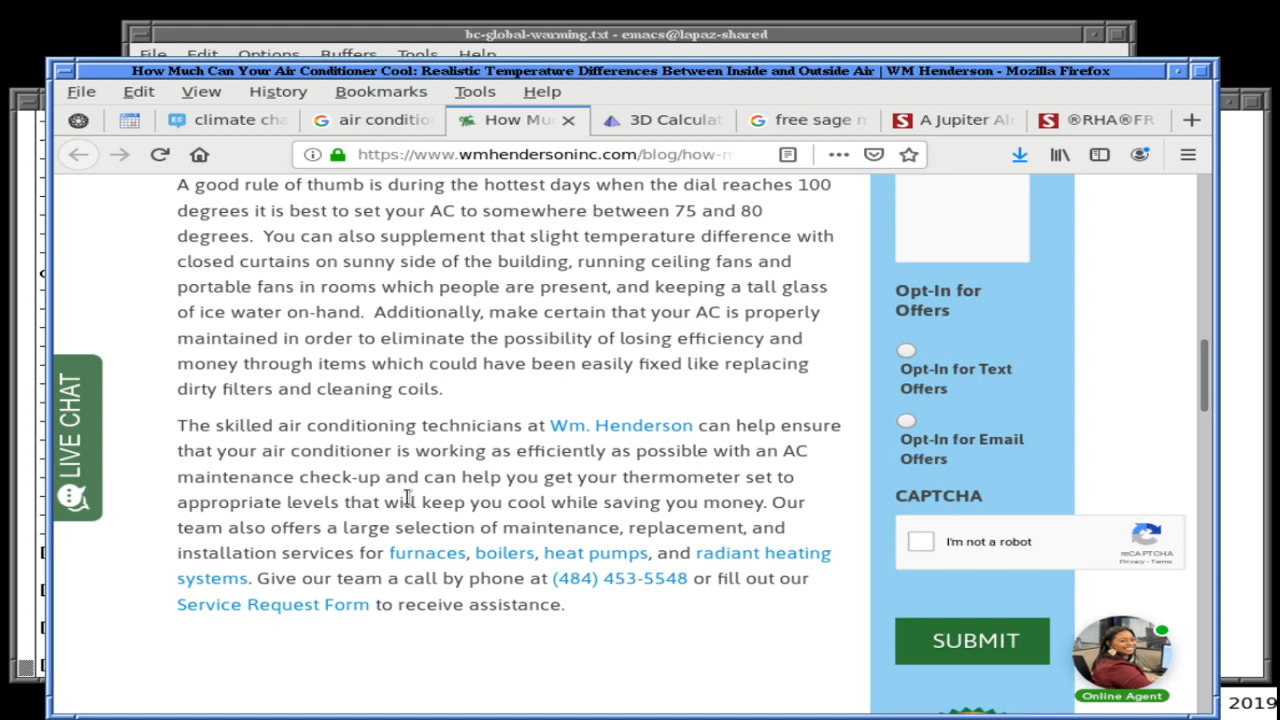 bc-global-warming.txt - emacs@lapaz-shared
File Edit Options Buffers Tools Help
How Much Can Your Air Conditioner Cool: Realistic Temperature Differences Between Inside and Outside Air | WM Henderson - Mozilla Firefox
File Edit View History Bookmarks Tools Help
climate cha
air conditio
How Mu
3D Calculat
free sage m
A Jupiter Al
®RHA®FR
https://www.wmhendersoninc.com/blog/how-m
A good rule of thumb is during the hottest days when the dial reaches 100
degrees it is best to set your AC to somewhere between 75 and 80
degrees. You can also supplement that slight temperature difference with
closed curtains on sunny side of the building, running ceiling fans and
portable fans in rooms which people are present, and keeping a tall glass
of ice water on-hand. Additionally, make certain that your AC is properly
maintained in order to eliminate the possibility of losing efficiency and
money through items which could have been easily fixed like replacing
dirty filters and cleaning coils.
The skilled air conditioning technicians at Wm. Henderson can help ensure
that your air conditioner is working as efficiently as possible with an AC
maintenance check-up and can help you get your thermometer set to
appropriate levels that will keep you cool while saving you money. Our
team also offers a large selection of maintenance, replacement, and
installation services for furnaces, boilers, heat pumps, and radiant heating
systems. Give our team a call by phone at (484) 453-5548 or fill out our
Service Request Form to receive assistance.
LIVE CHAT
Opt-In for
Offers
Opt-In for Text
Offers
Opt-In for Email
Offers
CAPTCHA
I'm not a robot
reCAPTCHA
Privacy - Terms
SUBMIT
Online Agent
2019